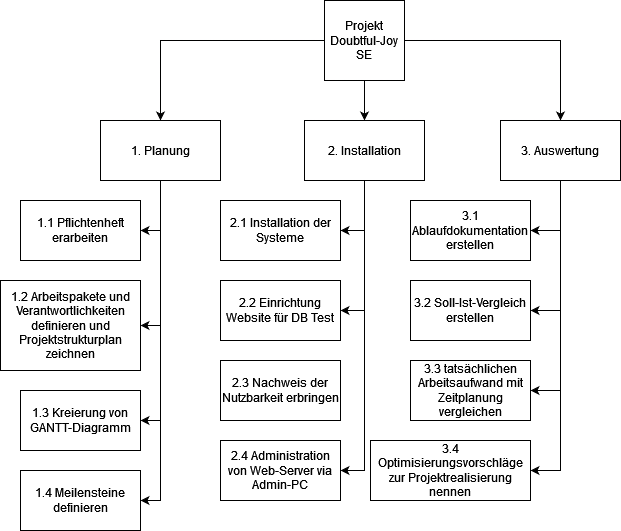 Projekt
Doubtful-Joy
SE
1. Planung
2. Installation
3. Auswertung
1.1 Pflichtenheft
erarbeiten
1.2 Arbeitspakete und
Verantwortlichkeiten
definieren und
Projektstrukturplan
zeichnen
1.3 Kreierung von
GANTT-Diagramm
1.4 Meilensteine
definieren
2.1 Installation der
Systeme
2.2 Einrichtung
Website für DB Test
2.3 Nachweis der
Nutzbarkeit erbringen
2.4 Administration
von Web-Server via
Admin-PC
3.1
Ablaufdokumentation
erstellen
3.2 Soll-Ist-Vergleich
erstellen
3.3 tatsächlichen
Arbeitsaufwand mit
Zeitplanung
vergleichen
3.4
Optimisierungsvorschläge
zur Projektrealisierung
nennen